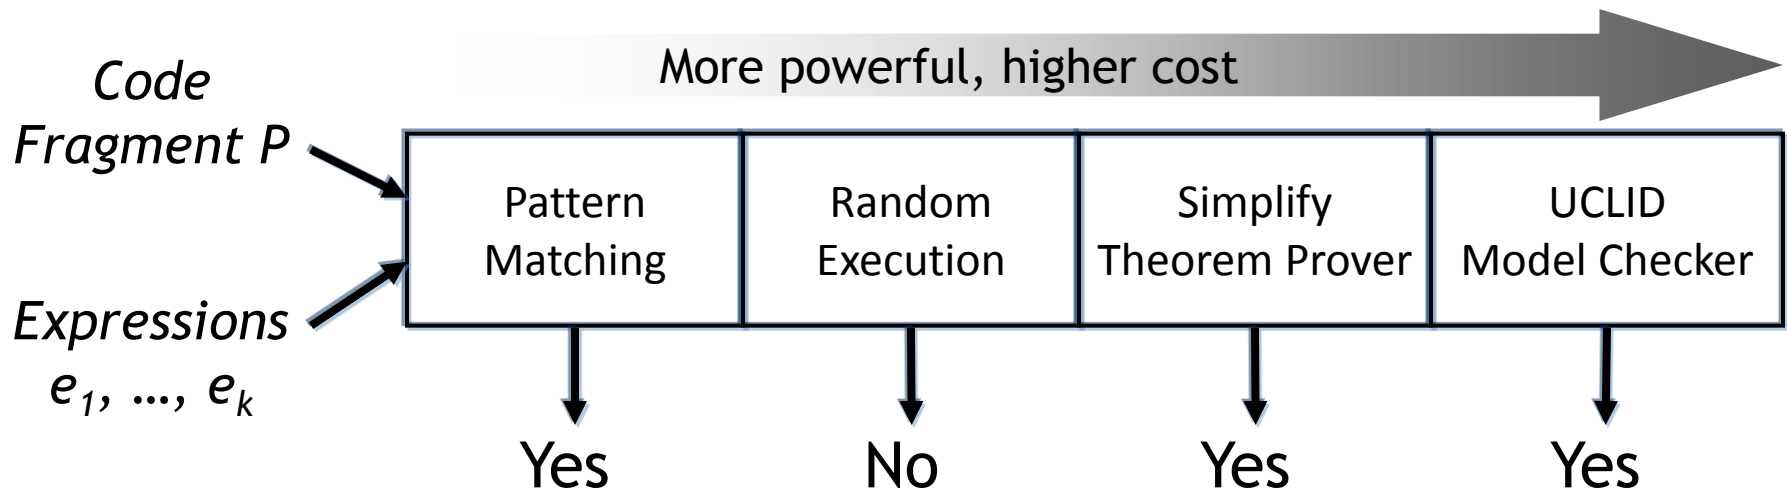 More powerful, higher cost
Code
Fragment P
Expressions
e1, …, ek
Pattern
Matching
Random
Execution
Simplify
Theorem Prover
UCLID
Model Checker
Yes
No
Yes
Yes